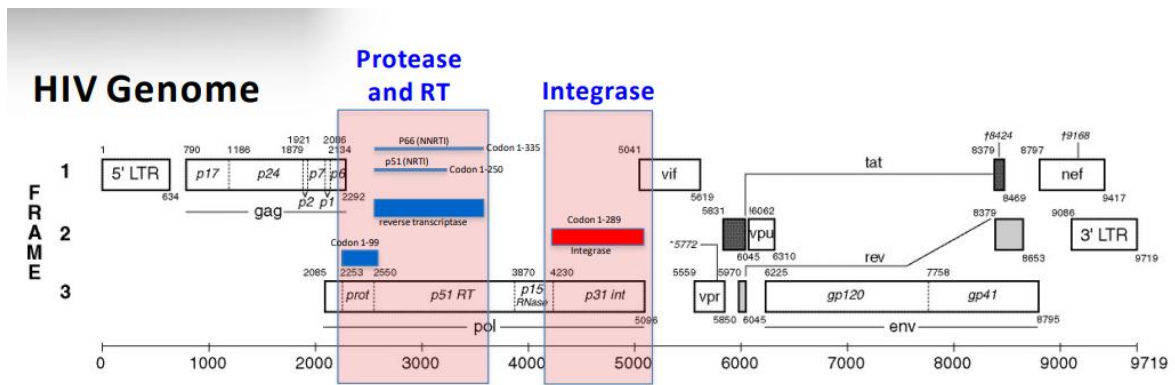 HIV Genome
Protease
and RT
Integrase
FRAME
1
2
3
1
5' LTR
634
790
1186
1921
1879
2086
2134
p17
p24
p7
p6
p2
p1
2292
gag
P66 (NNRTI)
Codon 1-335
p51 (NRTI)
Codon 1-250
reverse transcriptase
Codon 1-99
Codon 1-289
Integrase
5041
vif
5619
tat
†8424
8379
8469
8797
†9168
nef
9417
5831
!6062
vpu
6045
6310
*5772
rev
8379
8653
9086
3' LTR
9719
2085
2253
2550
3870
4230
prot
p51 RT
p15
RNase
p31 int
5096
pol
5559
vpr
5850
5970
6045
6225
7758
gp120
gp41
8795
env
0
1000
2000
3000
4000
5000
6000
7000
8000
9000
9719